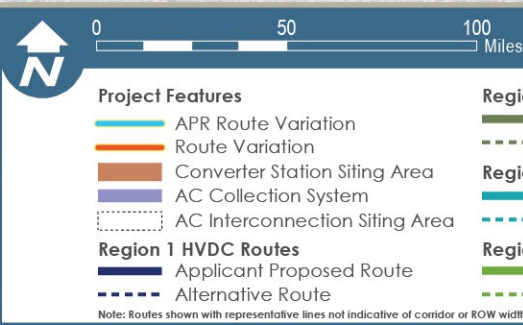 0 50 100
Miles
N
Project Features
APR Route Variation
Route Variation
Converter Station Siting Area
AC Collection System
AC Interconnection Siting Area
Region 1 HVDC Routes
Applicant Proposed Route
Alternative Route
Note: Routes shown with representative lines not indicative of corridor or ROW width